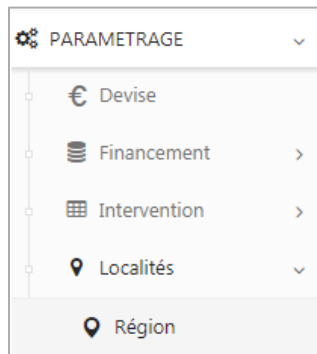 PARAMETRAGE
€ Devise
Financement
Intervention
Localités
Région